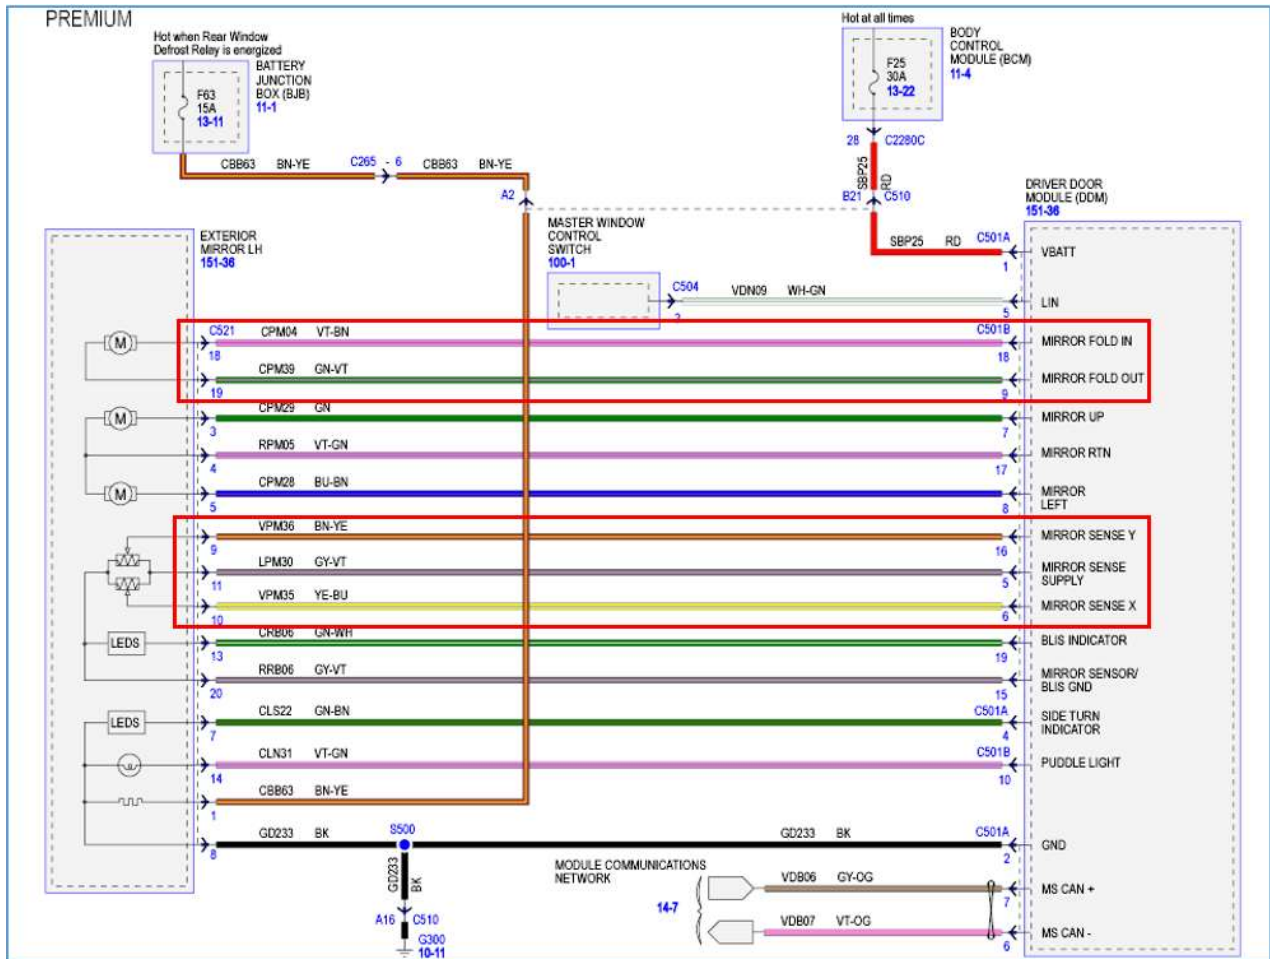 PREMIUM
Hot when Rear Window
Defrost Relay is energized
BATTERY
JUNCTION
BOX (BJB)
11-1
F63
15A
13-11
Hot at all times
BODY
CONTROL
MODULE (BCM)
11-4
F25
30A
13-22
28 C2280C
SBP25 RD
B21 C510
CBB63 BN-YE C265 - 6 CBB63 BN-YE
A2
DRIVER DOOR
MODULE (DDM)
151-36
EXTERIOR
MIRROR LH
151-36
MASTER WINDOW
CONTROL
SWITCH
100-1
SBP25 RD C501A
1
VBATT
C504
2
VDN09 WH-GN
5
LIN
M
C521 CPM04 VT-BN C501B
18 18
MIRROR FOLD IN
CPM39 GN-VT
19 9
MIRROR FOLD OUT
M
CPM29 GN
3 7
MIRROR UP
RPM05 VT-GN
4 17
MIRROR RTN
M
CPM28 BU-BN
5 8
MIRROR
LEFT
VPM36 BN-YE
9 16
MIRROR SENSE Y
LPM30 GY-VT
11 5
MIRROR SENSE
SUPPLY
VPM35 YE-BU
10 6
MIRROR SENSE X
LEDS
CRB06 GN-WH
13 19
BLIS INDICATOR
RRB06 GY-VT
20 15
MIRROR SENSOR/
BLIS GND
LEDS
CLS22 GN-BN C501A
7 4
SIDE TURN
INDICATOR
CLN31 VT-GN C501B
14 10
PUDDLE LIGHT
CBB63 BN-YE
1
GD233 BK S500 GD233 BK C501A
8 2
GND
GD233 BK
A16 C510
G300
10-11
MODULE COMMUNICATIONS
NETWORK
14-7
VDB06 GY-OG
7
MS CAN +
VDB07 VT-OG
6
MS CAN -